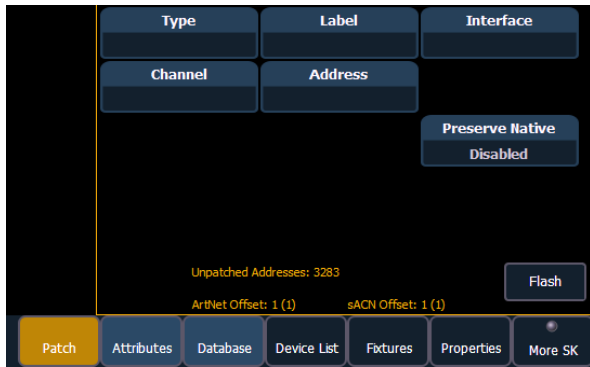 Type Label Interface
Channel Address
Preserve Native
Disabled
Unpatched Addresses: 3283
Flash
ArtNet Offset: 1 (1) sACN Offset: 1 (1)
Patch Attributes Database Device List Fixtures Properties More SK